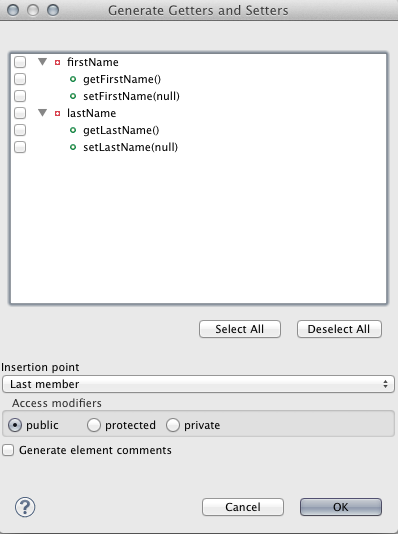 Generate Getters and Setters
firstName
getFirstName()
setFirstName(null)
lastName
getLastName()
setLastName(null)
Select All
Deselect All
Insertion point
Last member
Access modifiers
public
protected
private
Generate element comments
?
Cancel
OK